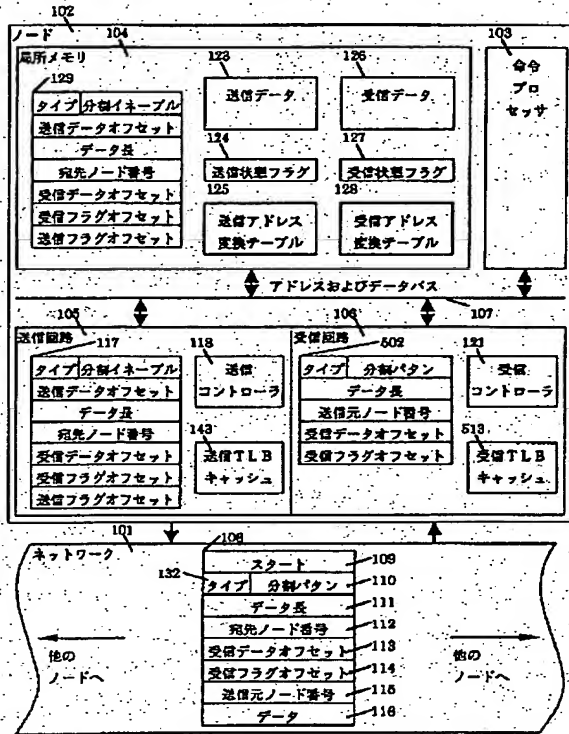 102
ノード
104
局所メモリ
129
タイプ 分割イネーブル
送信データオフセット
データ長
宛先ノード番号
受信データオフセット
受信フラグオフセット
送信フラグオフセット
123
送信データ
126
受信データ
124
送信状態フラグ
127
受信状態フラグ
125
送信アドレス
変換テーブル
128
受信アドレス
変換テーブル
103
命令
プロ
セッサ
アドレスおよびデータバス
107
105
送信回路
117
タイプ 分割イネーブル
送信データオフセット
データ長
宛先ノード番号
受信データオフセット
受信フラグオフセット
送信フラグオフセット
118
送信
コントローラ
143
送信TLB
キャッシュ
106
受信回路
502
タイプ 分割パタン
データ長
送信元ノード番号
受信データオフセット
受信フラグオフセット
121
受信
コントローラ
513
受信TLB
キャッシュ
101
ネットワーク
108
スタート 109
132
タイプ 分割パタン 110
データ長 111
宛先ノード番号 112
受信データオフセット 113
受信フラグオフセット 114
送信元ノード番号 115
データ 116
他の
ノードへ
他の
ノードへ